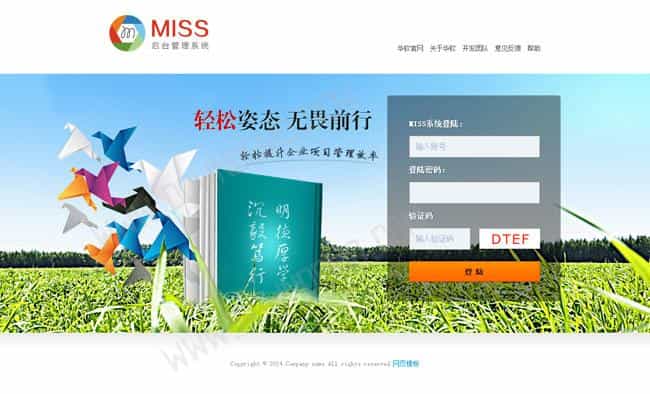 MISS
后台管理系统
华软官网 关于华软 开发团队 意见反馈 帮助
轻松姿态 无畏前行
轻松提升企业项目管理效率
MISS系统登陆:
输入账号
登陆密码:
验证码
输入验证码 DTEF
登 陆
明德厚学
沉毅笃行
Copyright © 2014.Company name All rights reserved.网页模板